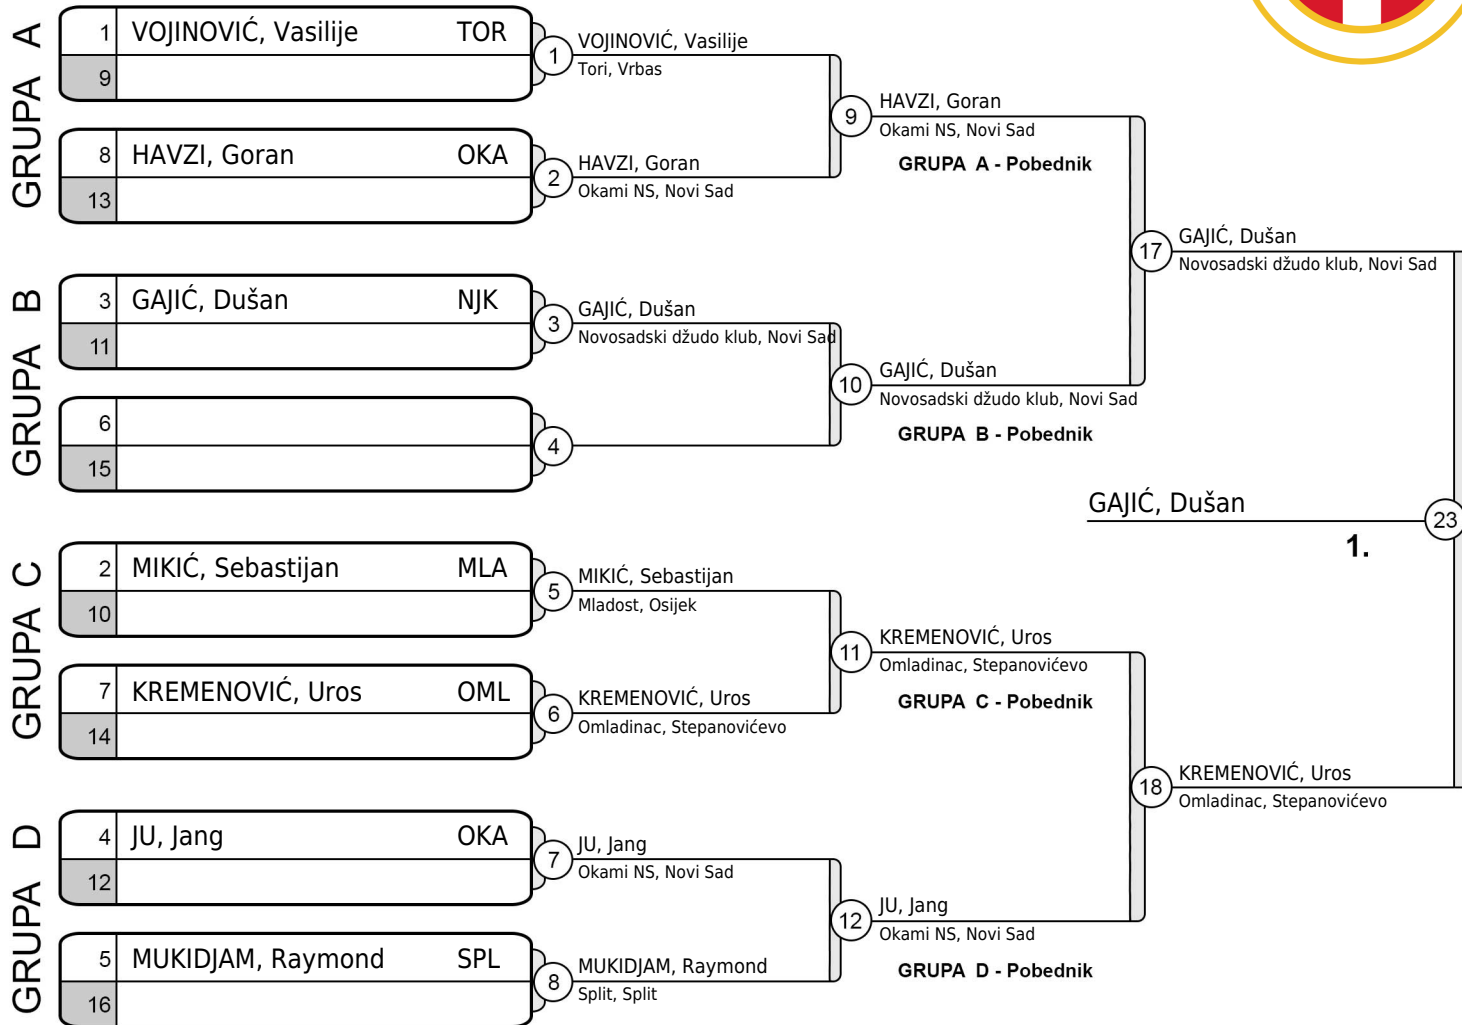 GRUPA A
1 VOJINOVIĆ, Vasilije TOR
9
8 HAVZI, Goran OKA
13
GRUPA B
3 GAJIĆ, Dušan NJK
11
6
15
GRUPA C
2 MIKIĆ, Sebastijan MLA
10
7 KREMENOVIĆ, Uros OML
14
GRUPA D
4 JU, Jang OKA
12
5 MUKIDJAM, Raymond SPL
16
1
VOJINOVIĆ, Vasilije
Tori, Vrbas
2
HAVZI, Goran
Okami NS, Novi Sad
3
GAJIĆ, Dušan
Novosadski džudo klub, Novi Sad
4
5
MIKIĆ, Sebastijan
Mladost, Osijek
6
KREMENOVIĆ, Uros
Omladinac, Stepanovićevo
7
JU, Jang
Okami NS, Novi Sad
8
MUKIDJAM, Raymond
Split, Split
9
HAVZI, Goran
Okami NS, Novi Sad
GRUPA A - Pobednik
10
GAJIĆ, Dušan
Novosadski džudo klub, Novi Sad
GRUPA B - Pobednik
11
KREMENOVIĆ, Uros
Omladinac, Stepanovićevo
GRUPA C - Pobednik
12
JU, Jang
Okami NS, Novi Sad
GRUPA D - Pobednik
17
GAJIĆ, Dušan
Novosadski džudo klub, Novi Sad
18
KREMENOVIĆ, Uros
Omladinac, Stepanovićevo
GAJIĆ, Dušan
23
1.